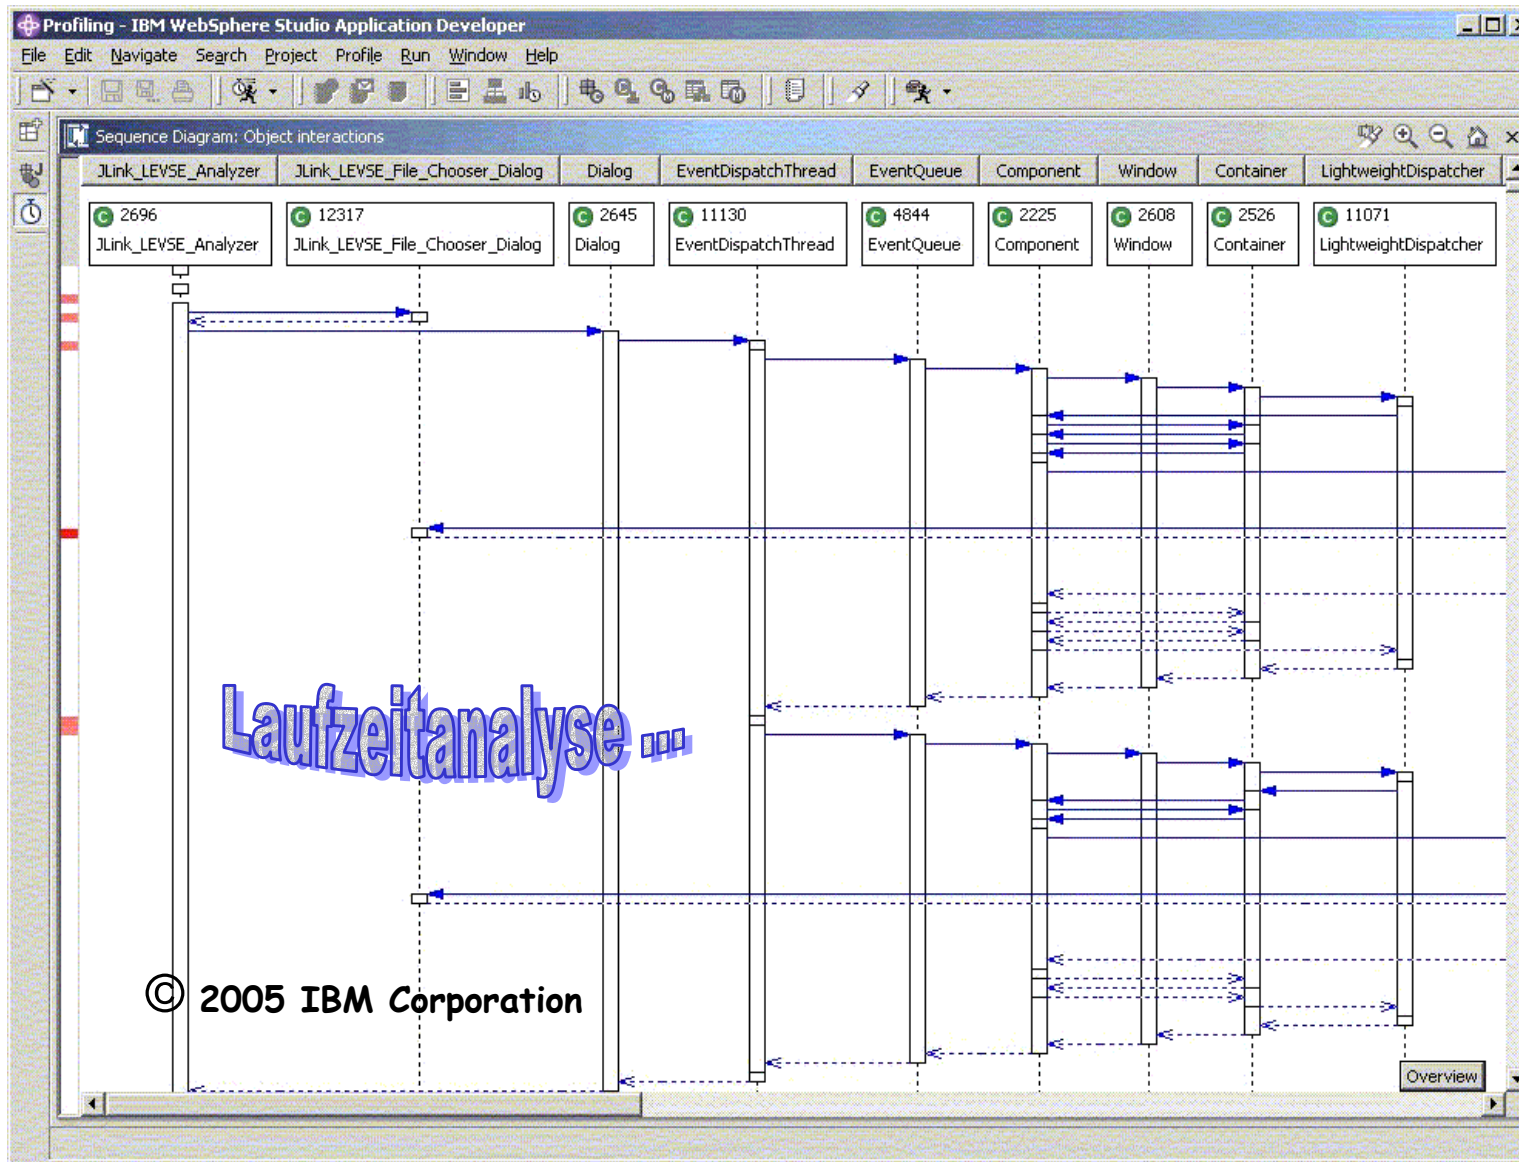 Profiling - IBM WebSphere Studio Application Developer
File Edit Navigate Search Project Profile Run Window Help
Sequence Diagram: Object interactions
JLink_LEVSE_Analyzer JLink_LEVSE_File_Chooser_Dialog Dialog EventDispatchThread EventQueue Component Window Container LightweightDispatcher
2696 12317 2645 11130 4844 2225 2608 2526 11071
JLink_LEVSE_Analyzer JLink_LEVSE_File_Chooser_Dialog Dialog EventDispatchThread EventQueue Component Window Container LightweightDispatcher
Laufzeitanalyse ...
© 2005 IBM Corporation
Overview